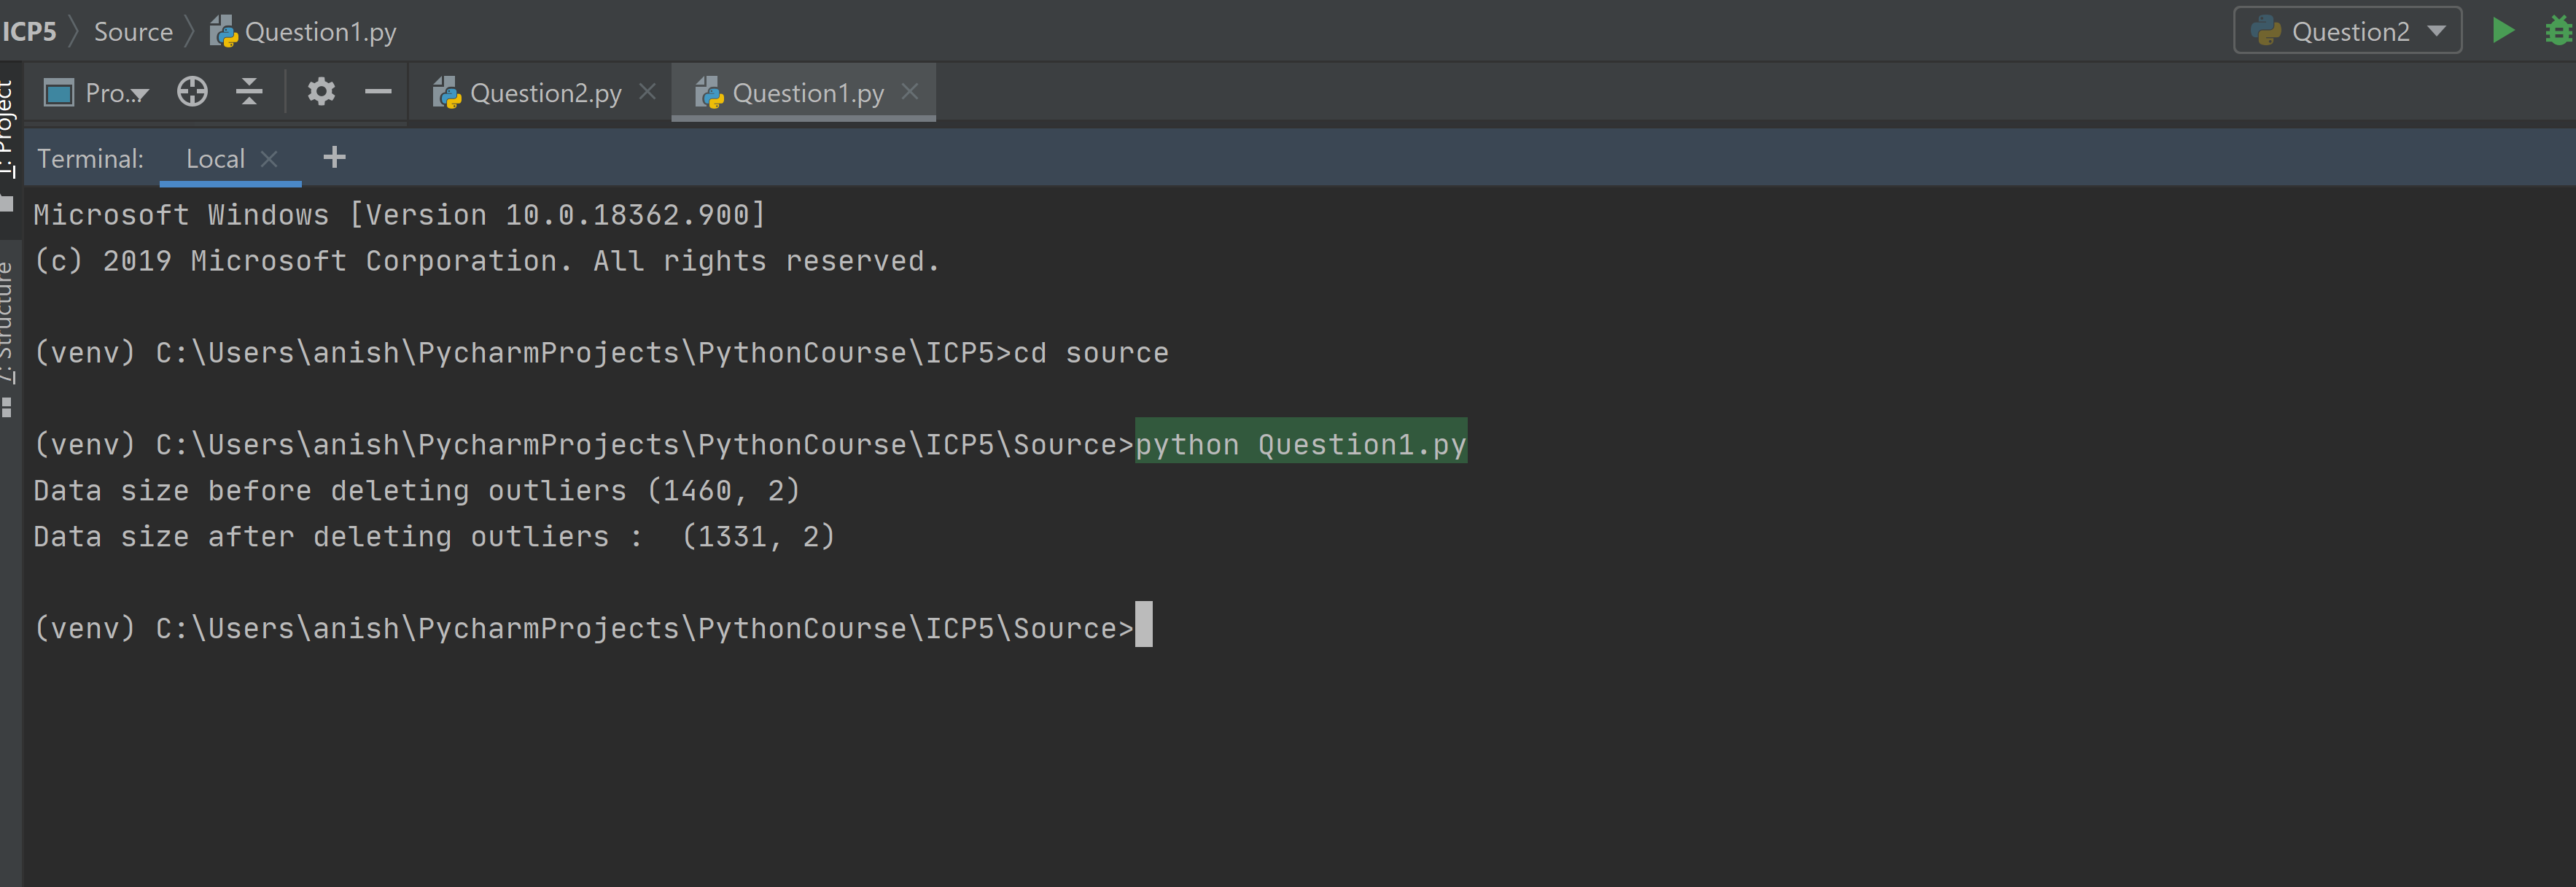 ICP5 Source Question1.py Question2
Pro... Question2.py Question1.py
1: Project
Terminal: Local +
7: Structure
Microsoft Windows [Version 10.0.18362.900]
(c) 2019 Microsoft Corporation. All rights reserved.
(venv) C:\Users\anish\PycharmProjects\PythonCourse\ICP5>cd source
(venv) C:\Users\anish\PycharmProjects\PythonCourse\ICP5\Source>python Question1.py
Data size before deleting outliers (1460, 2)
Data size after deleting outliers :  (1331, 2)
(venv) C:\Users\anish\PycharmProjects\PythonCourse\ICP5\Source>